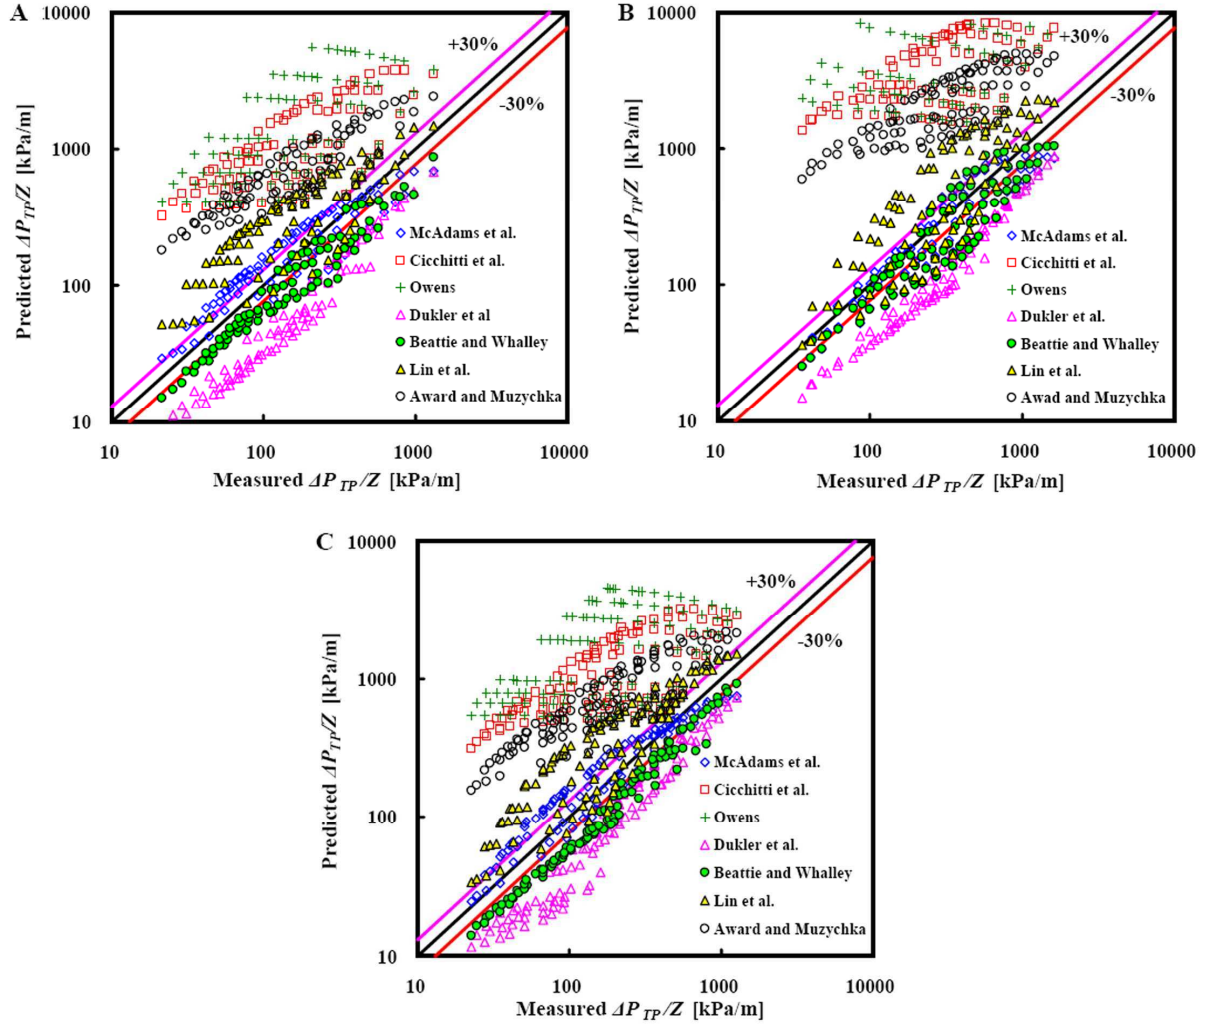 A
10000
1000
100
10
10
100
1000
10000
Predicted ΔP_TP/Z [kPa/m]
Measured ΔP_TP/Z [kPa/m]
+30%
-30%
McAdams et al.
Cicchitti et al.
Owens
Dukler et al
Beattie and Whalley
Lin et al.
Award and Muzychka
B
10000
1000
100
10
10
100
1000
10000
Predicted ΔP_TP/Z [kPa/m]
Measured ΔP_TP/Z [kPa/m]
+30%
-30%
McAdams et al.
Cicchitti et al.
Owens
Dukler et al.
Beattie and Whalley
Lin et al.
Awad and Muzychka
C
10000
1000
100
10
10
100
1000
10000
Predicted ΔP_TP/Z [kPa/m]
Measured ΔP_TP/Z [kPa/m]
+30%
-30%
McAdams et al.
Cicchitti et al.
Owens
Dukler et al.
Beattie and Whalley
Lin et al.
Award and Muzychka